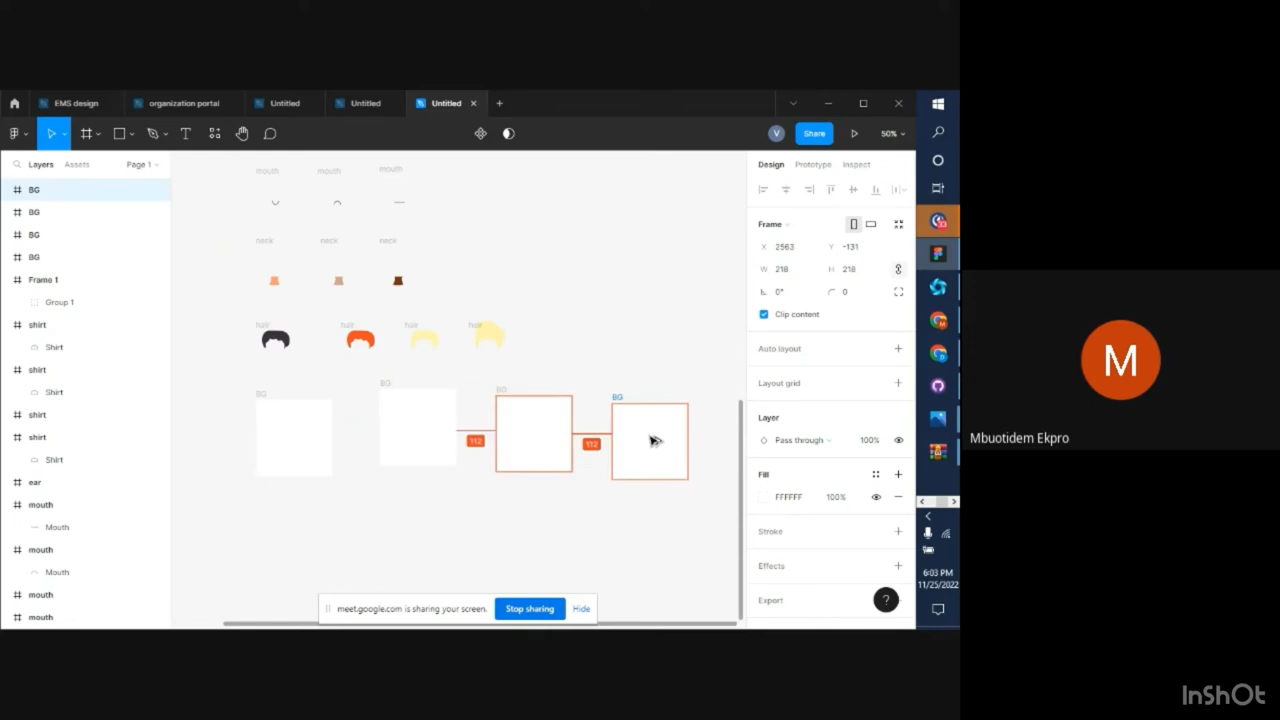 EMS design
organization portal
Untitled
Untitled
Untitled
V
Share
50%
Layers
Assets
Page 1
Design
Prototype
Inspect
BG
BG
BG
BG
Frame 1
Group 1
shirt
Shirt
shirt
Shirt
shirt
shirt
Shirt
ear
mouth
Mouth
mouth
Mouth
mouth
mouth
mouth
mouth
mouth
neck
neck
neck
hair
hair
hair
hair
BG
BG
BG
BG
112
112
Frame
X 2563
Y -131
W 218
H 218
0°
0
Clip content
Auto layout
Layout grid
Layer
Pass through
100%
Fill
FFFFFF
100%
Stroke
Effects
Export
?
meet.google.com is sharing your screen.
Stop sharing
Hide
6:03 PM
11/25/2022
M
Mbuotidem Ekpro
InShOt